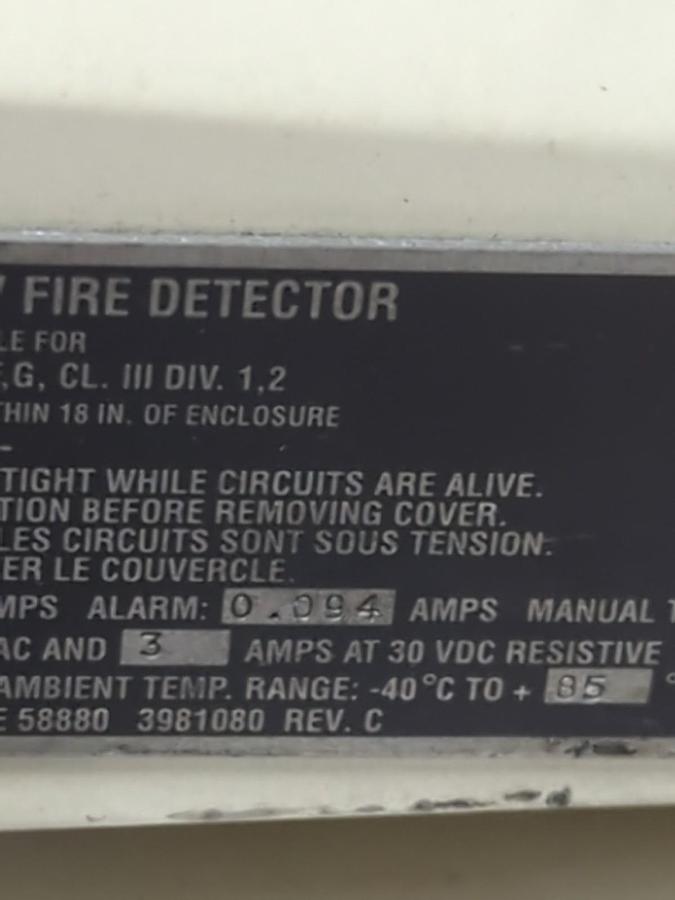 FIRE DETECTOR
LE FOR
,G, CL. III DIV. 1,2
THIN 18 IN. OF ENCLOSURE
TIGHT WHILE CIRCUITS ARE ALIVE.
TION BEFORE REMOVING COVER.
LES CIRCUITS SONT SOUS TENSION.
ER LE COUVERCLE.
MPS ALARM: 0.094 AMPS MANUAL T
AC AND 3 AMPS AT 30 VDC RESISTIVE
AMBIENT TEMP. RANGE: -40°C TO + 85 °
E 58880 3981080 REV. C